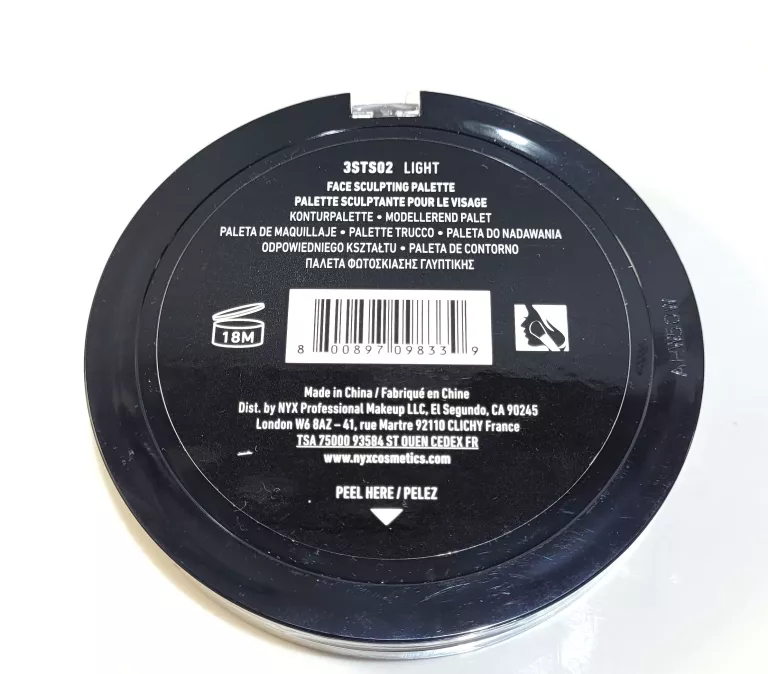 3STS02 LIGHT
FACE SCULPTING PALETTE
PALETTE SCULPTANTE POUR LE VISAGE
KONTURPALETTE • MODELLEREND PALET
PALETA DE MAQUILLAJE • PALETTE TRUCCO • PALETA DO NADAWANIA
ODPOWIEDNIEGO KSZTAŁTU • PALETA DE CONTORNO
ΠΑΛΕΤΑ ΦΩΤΟΣΚΙΑΣΗΣ ΓΛΥΠΤΙΚΗΣ
18M
8 00897 09833 9
Made in China / Fabriqué en Chine
Dist. by NYX Professional Makeup LLC, El Segundo, CA 90245
London W6 8AZ – 41, rue Martre 92110 CLICHY France
TSA 75000 93584 ST OUEN CEDEX FR
www.nyxcosmetics.com
PEEL HERE / PELEZ